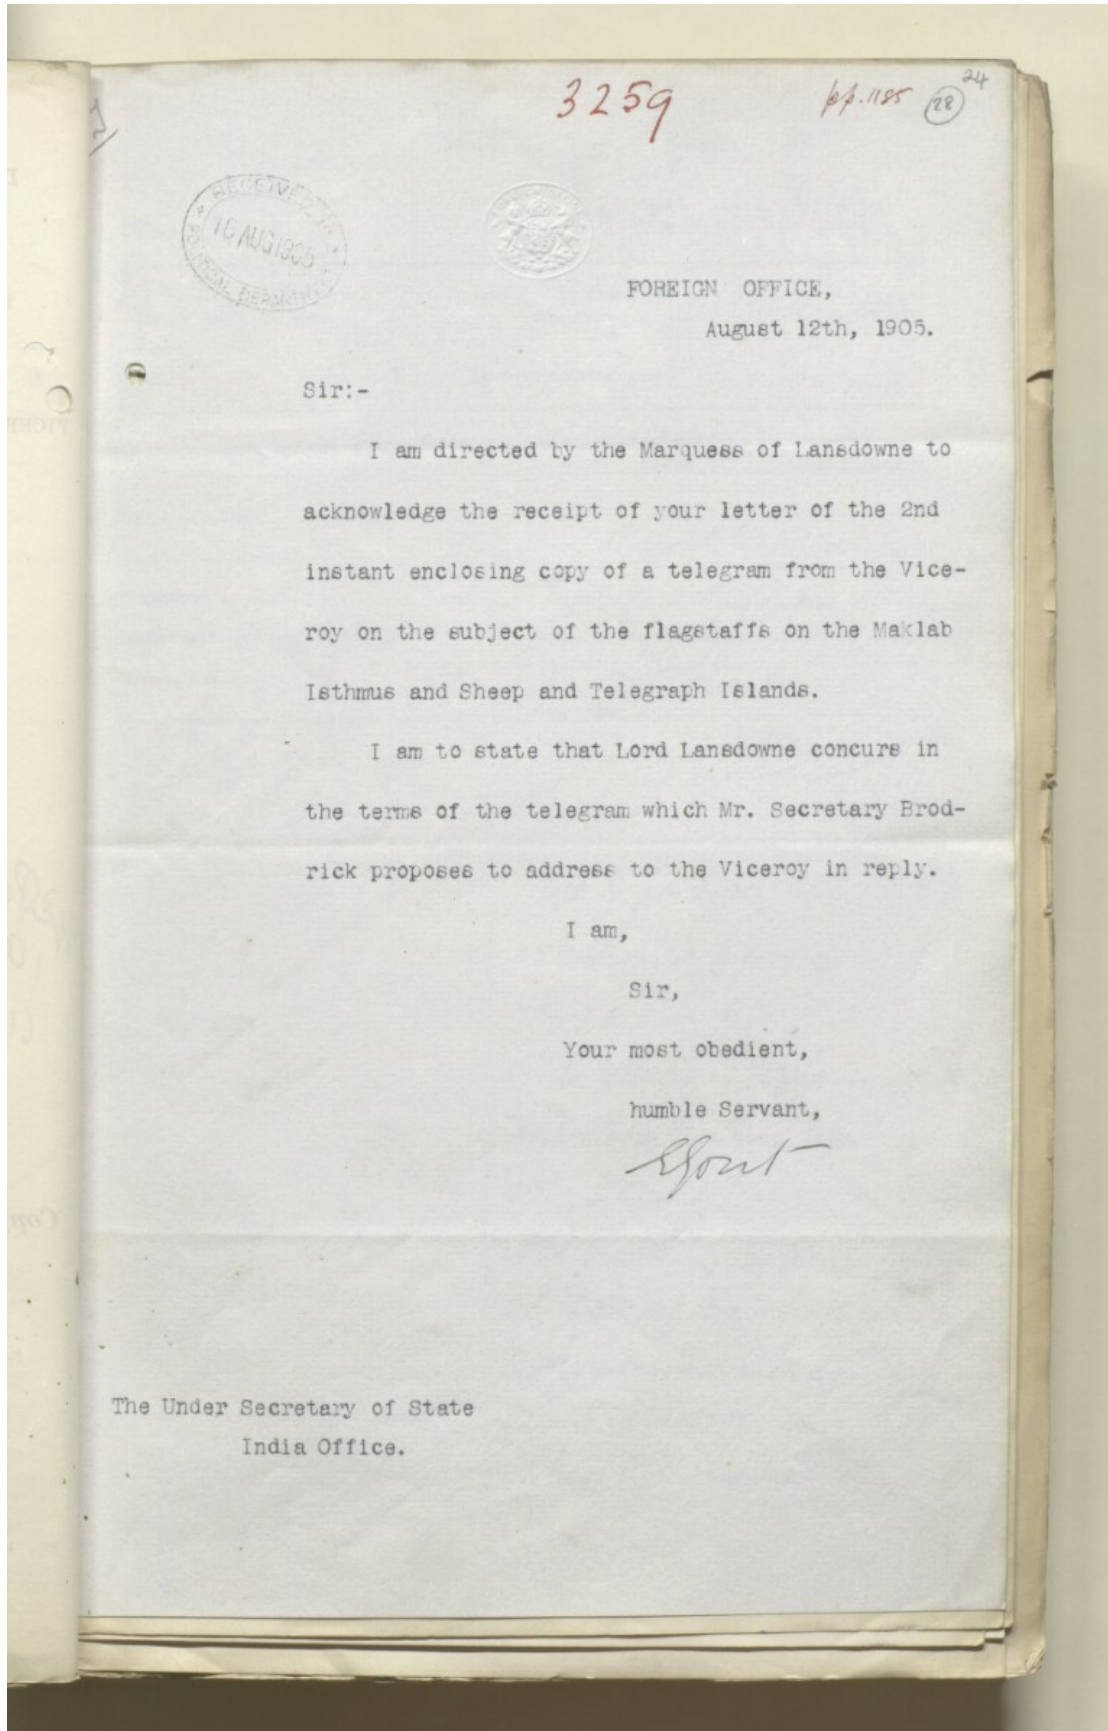 3259
pp. 1185
28
24
RECEIVED IN
16 AUG 1905
POLITICAL DEPARTMENT
FOREIGN OFFICE,
August 12th, 1905.
Sir:-
I am directed by the Marquess of Lansdowne to
acknowledge the receipt of your letter of the 2nd
instant enclosing copy of a telegram from the Vice-
roy on the subject of the flagstaffs on the Maklab
Isthmus and Sheep and Telegraph Islands.
I am to state that Lord Lansdowne concurs in
the terms of the telegram which Mr. Secretary Brod-
rick proposes to address to the Viceroy in reply.
I am,
Sir,
Your most obedient,
humble Servant,
The Under Secretary of State
India Office.